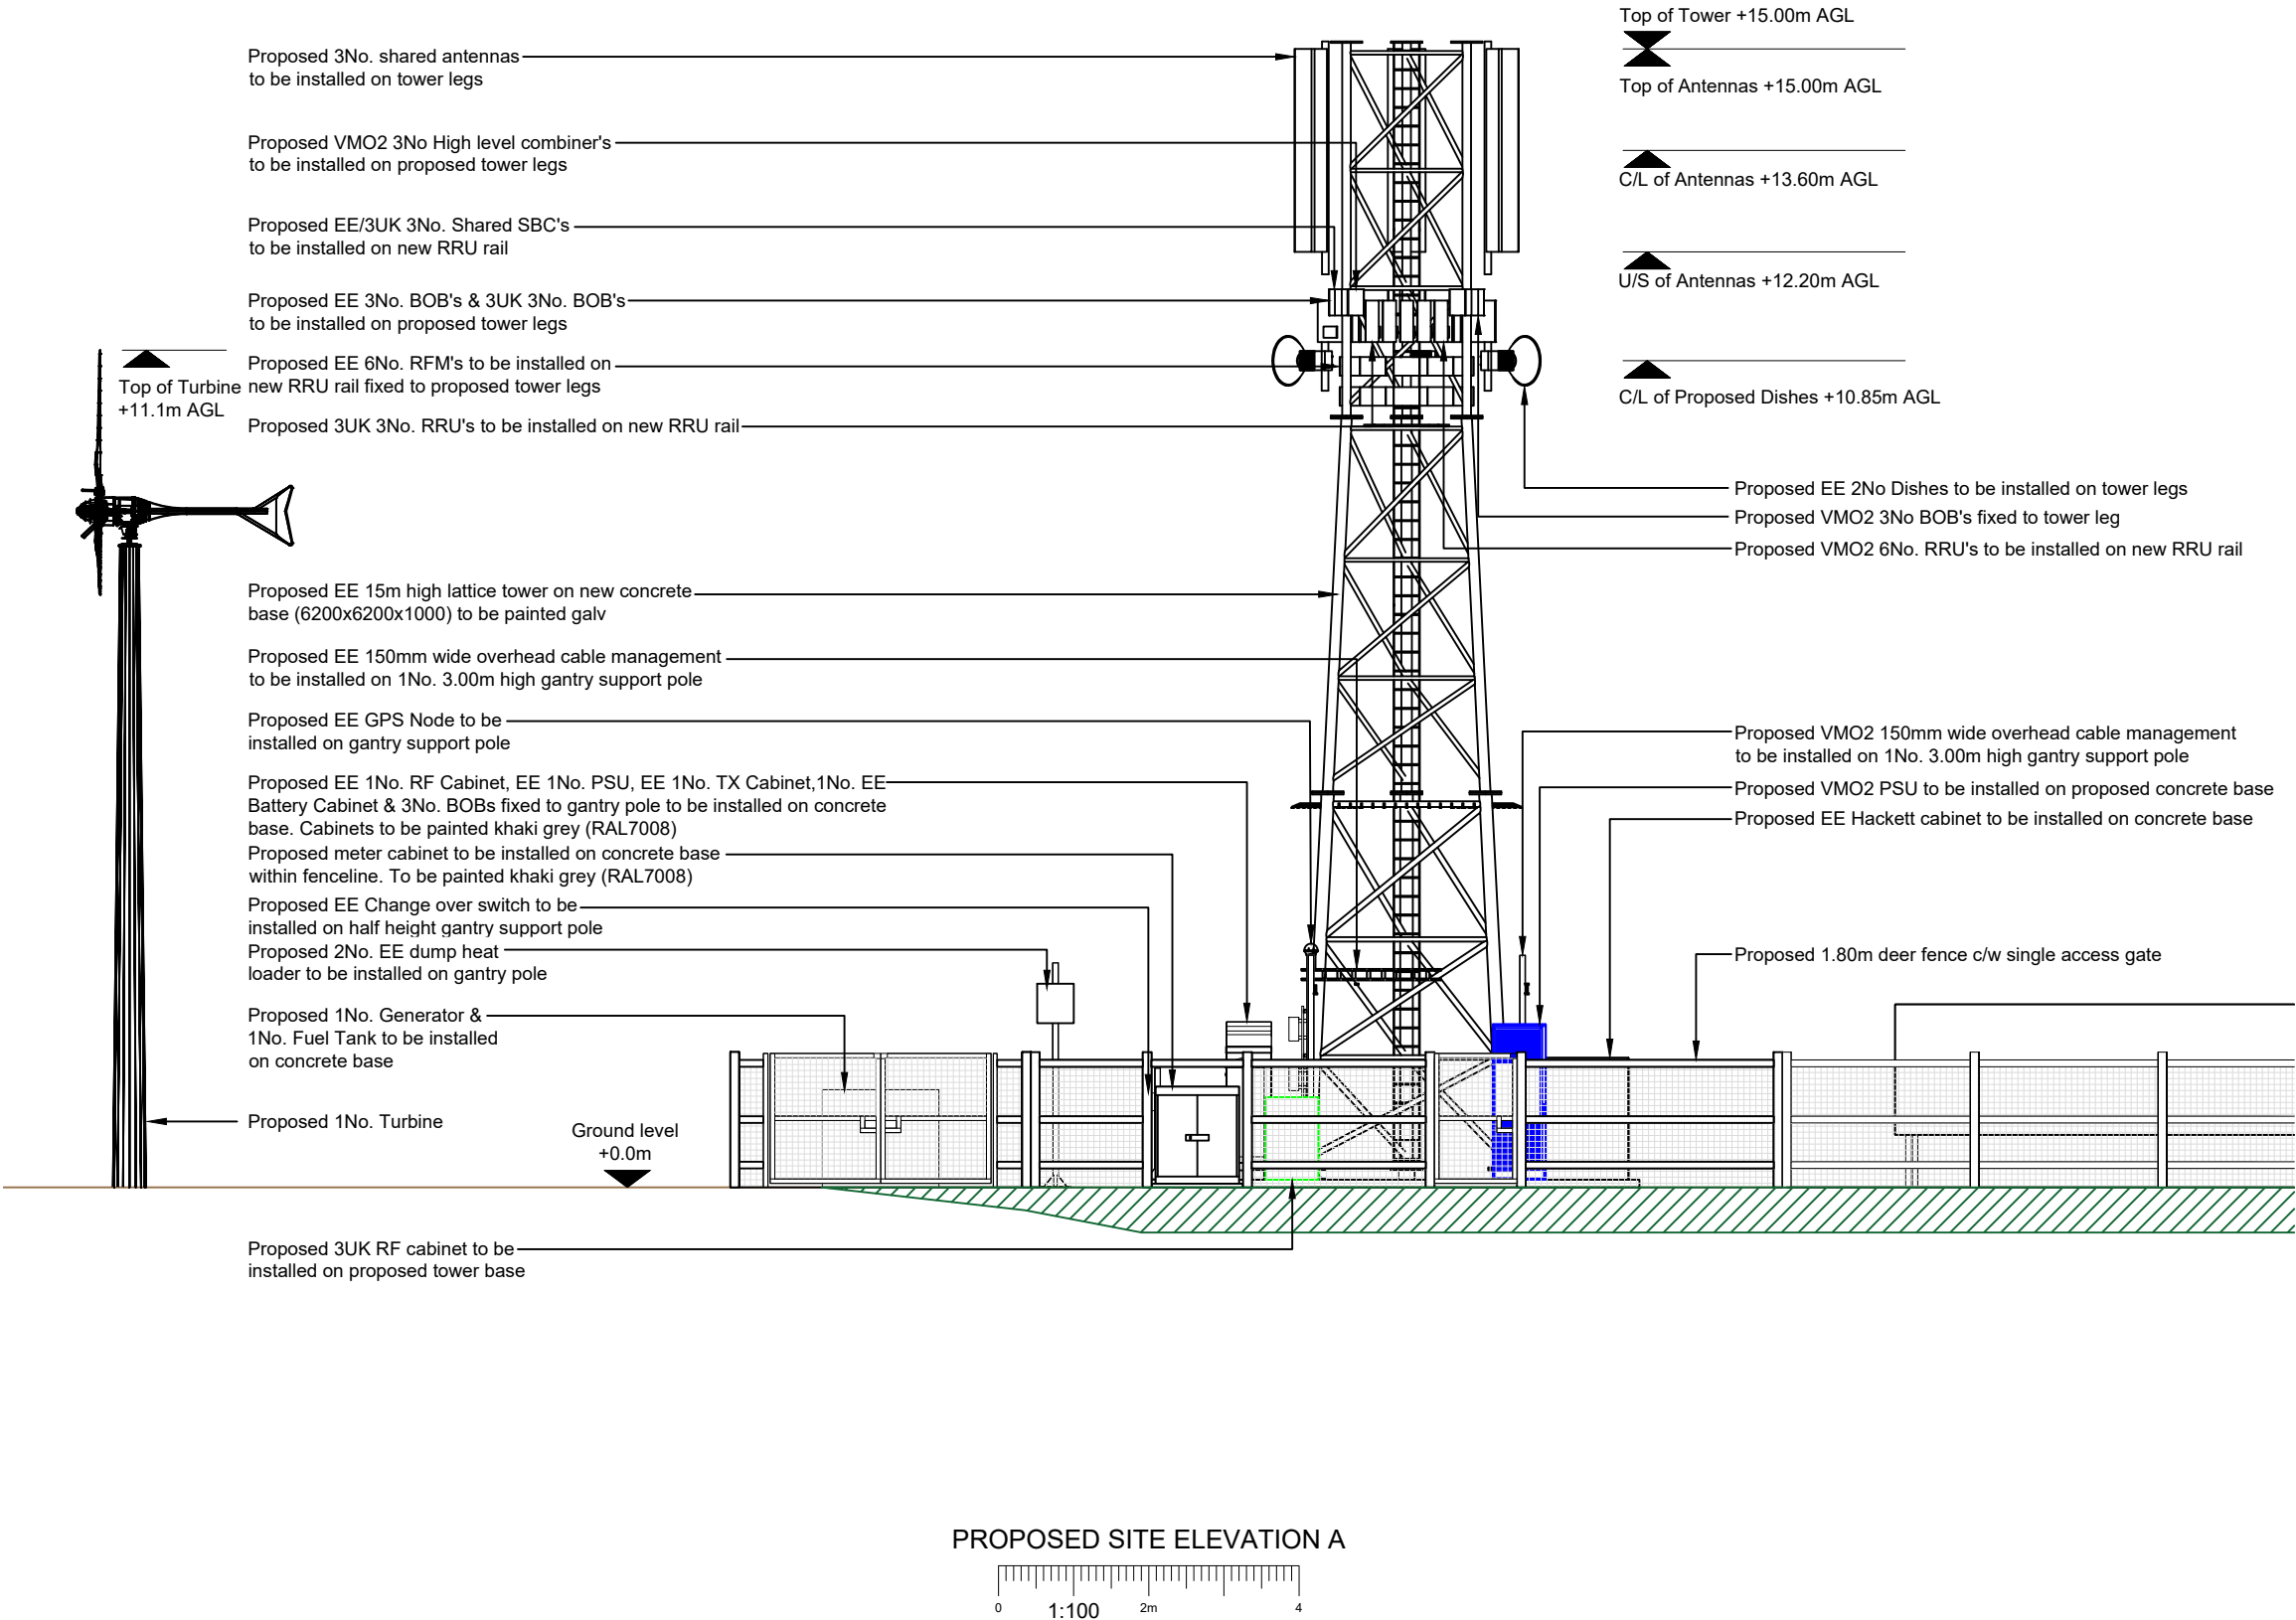 Proposed 3No. shared antennas
to be installed on tower legs
Proposed VMO2 3No High level combiner's
to be installed on proposed tower legs
Proposed EE/3UK 3No. Shared SBC's
to be installed on new RRU rail
Proposed EE 3No. BOB's & 3UK 3No. BOB's
to be installed on proposed tower legs
Proposed EE 6No. RFM's to be installed on
new RRU rail fixed to proposed tower legs
Proposed 3UK 3No. RRU's to be installed on new RRU rail
Top of Turbine
+11.1m AGL
Proposed EE 15m high lattice tower on new concrete
base (6200x6200x1000) to be painted galv
Proposed EE 150mm wide overhead cable management
to be installed on 1No. 3.00m high gantry support pole
Proposed EE GPS Node to be
installed on gantry support pole
Proposed EE 1No. RF Cabinet, EE 1No. PSU, EE 1No. TX Cabinet,1No. EE
Battery Cabinet & 3No. BOBs fixed to gantry pole to be installed on concrete
base. Cabinets to be painted khaki grey (RAL7008)
Proposed meter cabinet to be installed on concrete base
within fenceline. To be painted khaki grey (RAL7008)
Proposed EE Change over switch to be
installed on half height gantry support pole
Proposed 2No. EE dump heat
loader to be installed on gantry pole
Proposed 1No. Generator &
1No. Fuel Tank to be installed
on concrete base
Proposed 1No. Turbine
Ground level
+0.0m
Proposed 3UK RF cabinet to be
installed on proposed tower base
Top of Tower +15.00m AGL
Top of Antennas +15.00m AGL
C/L of Antennas +13.60m AGL
U/S of Antennas +12.20m AGL
C/L of Proposed Dishes +10.85m AGL
Proposed EE 2No Dishes to be installed on tower legs
Proposed VMO2 3No BOB's fixed to tower leg
Proposed VMO2 6No. RRU's to be installed on new RRU rail
Proposed VMO2 150mm wide overhead cable management
to be installed on 1No. 3.00m high gantry support pole
Proposed VMO2 PSU to be installed on proposed concrete base
Proposed EE Hackett cabinet to be installed on concrete base
Proposed 1.80m deer fence c/w single access gate
PROPOSED SITE ELEVATION A
0 2m 4
1:100